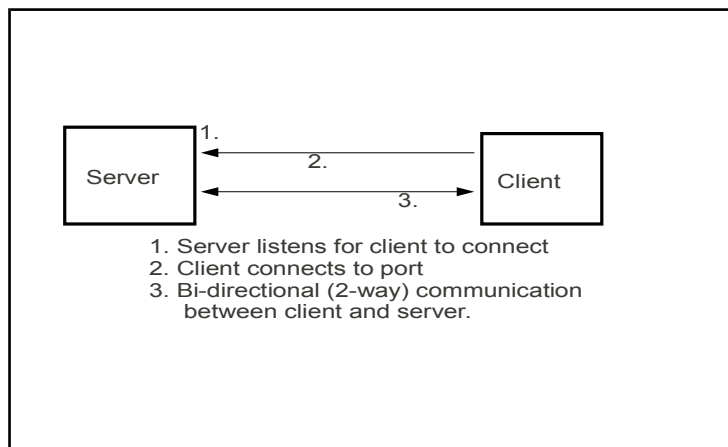 1.
2.
Server
Client
3.
1. Server listens for client to connect
2. Client connects to port
3. Bi-directional (2-way) communication
between client and server.